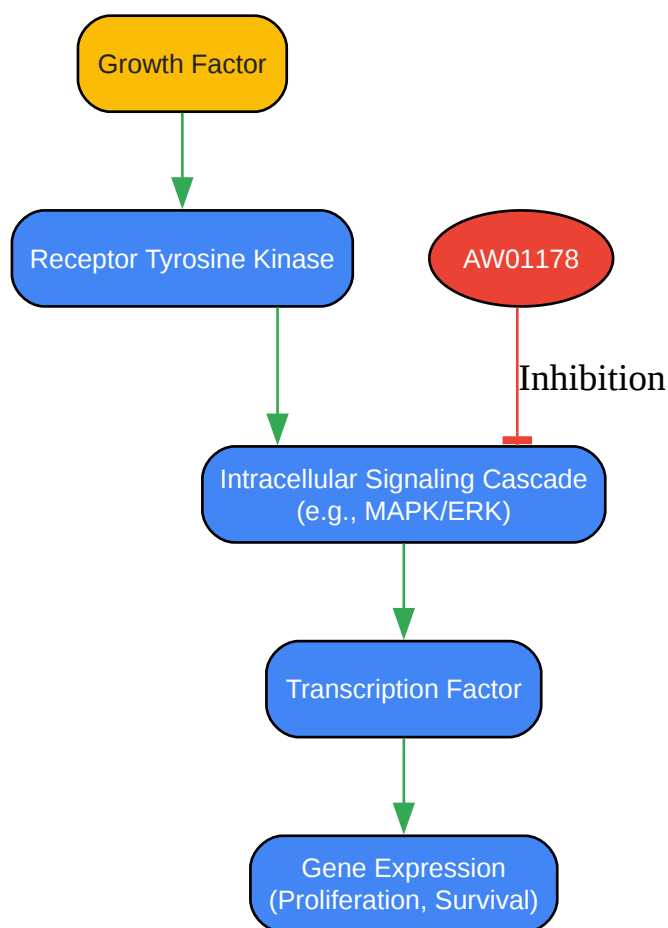 Growth Factor
Receptor Tyrosine Kinase
AW01178
Inhibition
Intracellular Signaling Cascade
(e.g., MAPK/ERK)
Transcription Factor
Gene Expression
(Proliferation, Survival)